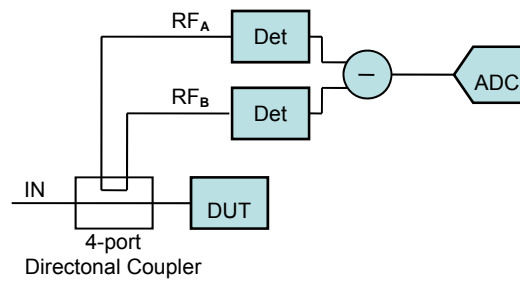 RFA
Det
−
ADC
RFB
Det
IN
DUT
4-port
Directonal Coupler